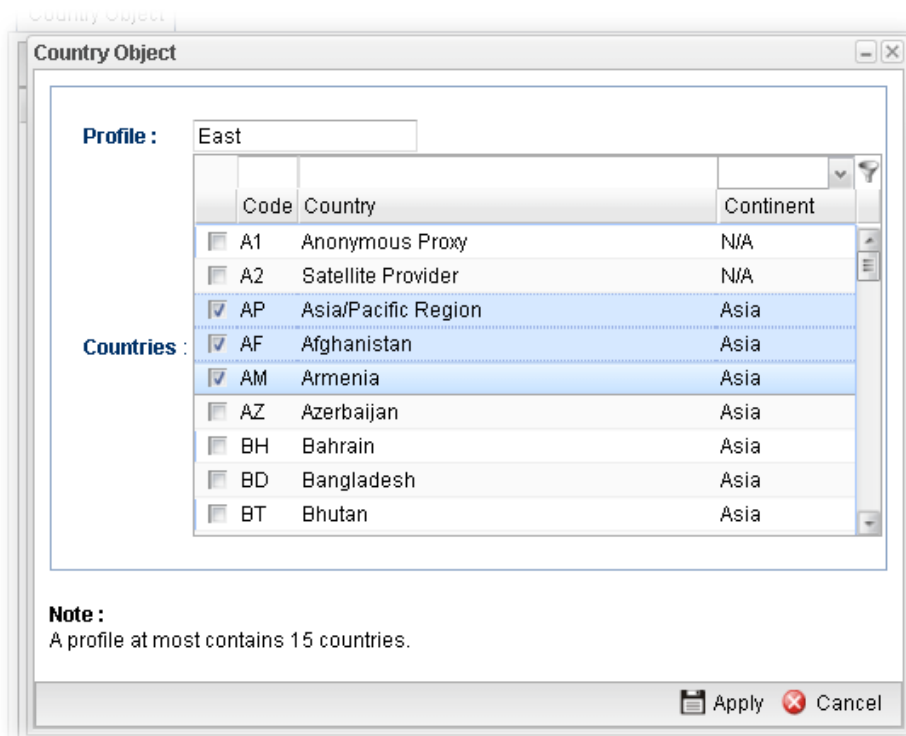 Country Object
Country Object
Profile : East
Code Country Continent
A1 Anonymous Proxy N/A
A2 Satellite Provider N/A
AP Asia/Pacific Region Asia
Countries : AF Afghanistan Asia
AM Armenia Asia
AZ Azerbaijan Asia
BH Bahrain Asia
BD Bangladesh Asia
BT Bhutan Asia
Note :
A profile at most contains 15 countries.
Apply Cancel